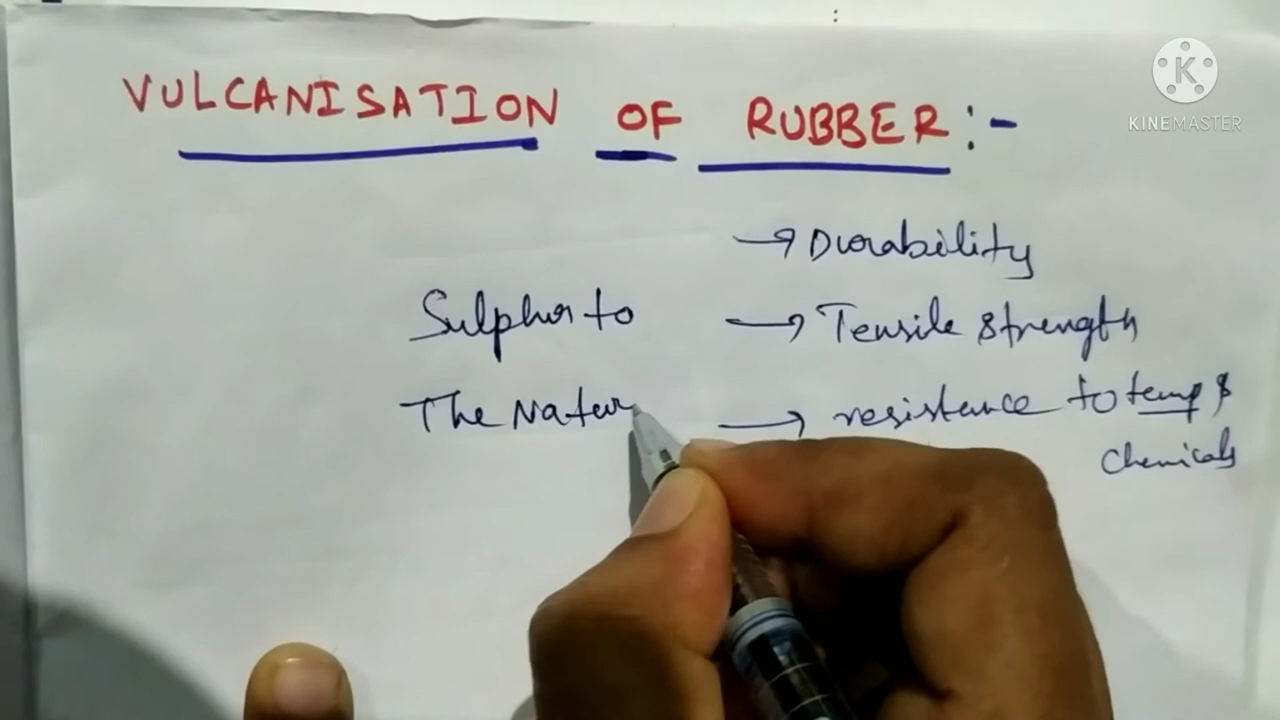 VULCANISATION OF RUBBER :-
KINEMASTER
→ Durability
Sulphur to → Tensile strength
The Natur → resistance to temp &
chemicals